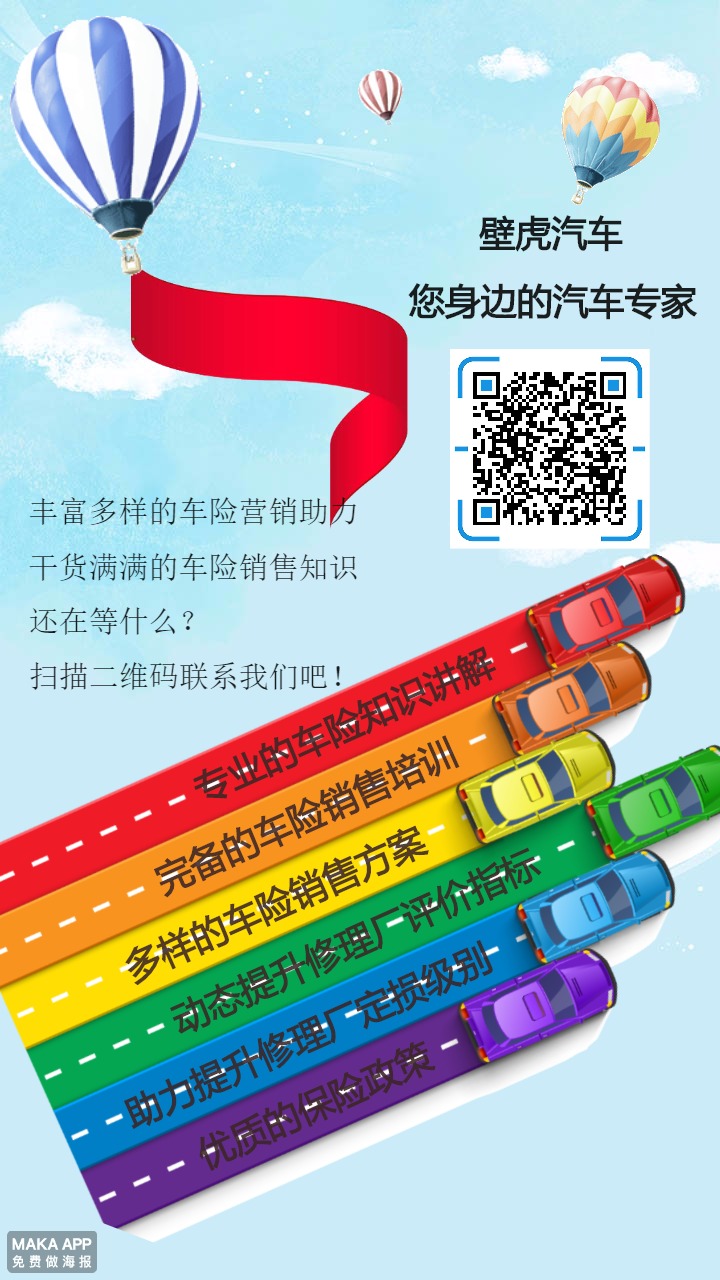 壁虎汽车
您身边的汽车专家
丰富多样的车险营销助力
干货满满的车险销售知识
还在等什么？
扫描二维码联系我们吧！
专业的车险知识讲解
完备的车险销售培训
多样的车险销售方案
动态提升修理厂评价指标
助力提升修理厂定损级别
优质的保险政策
MAKA APP
免费做海报